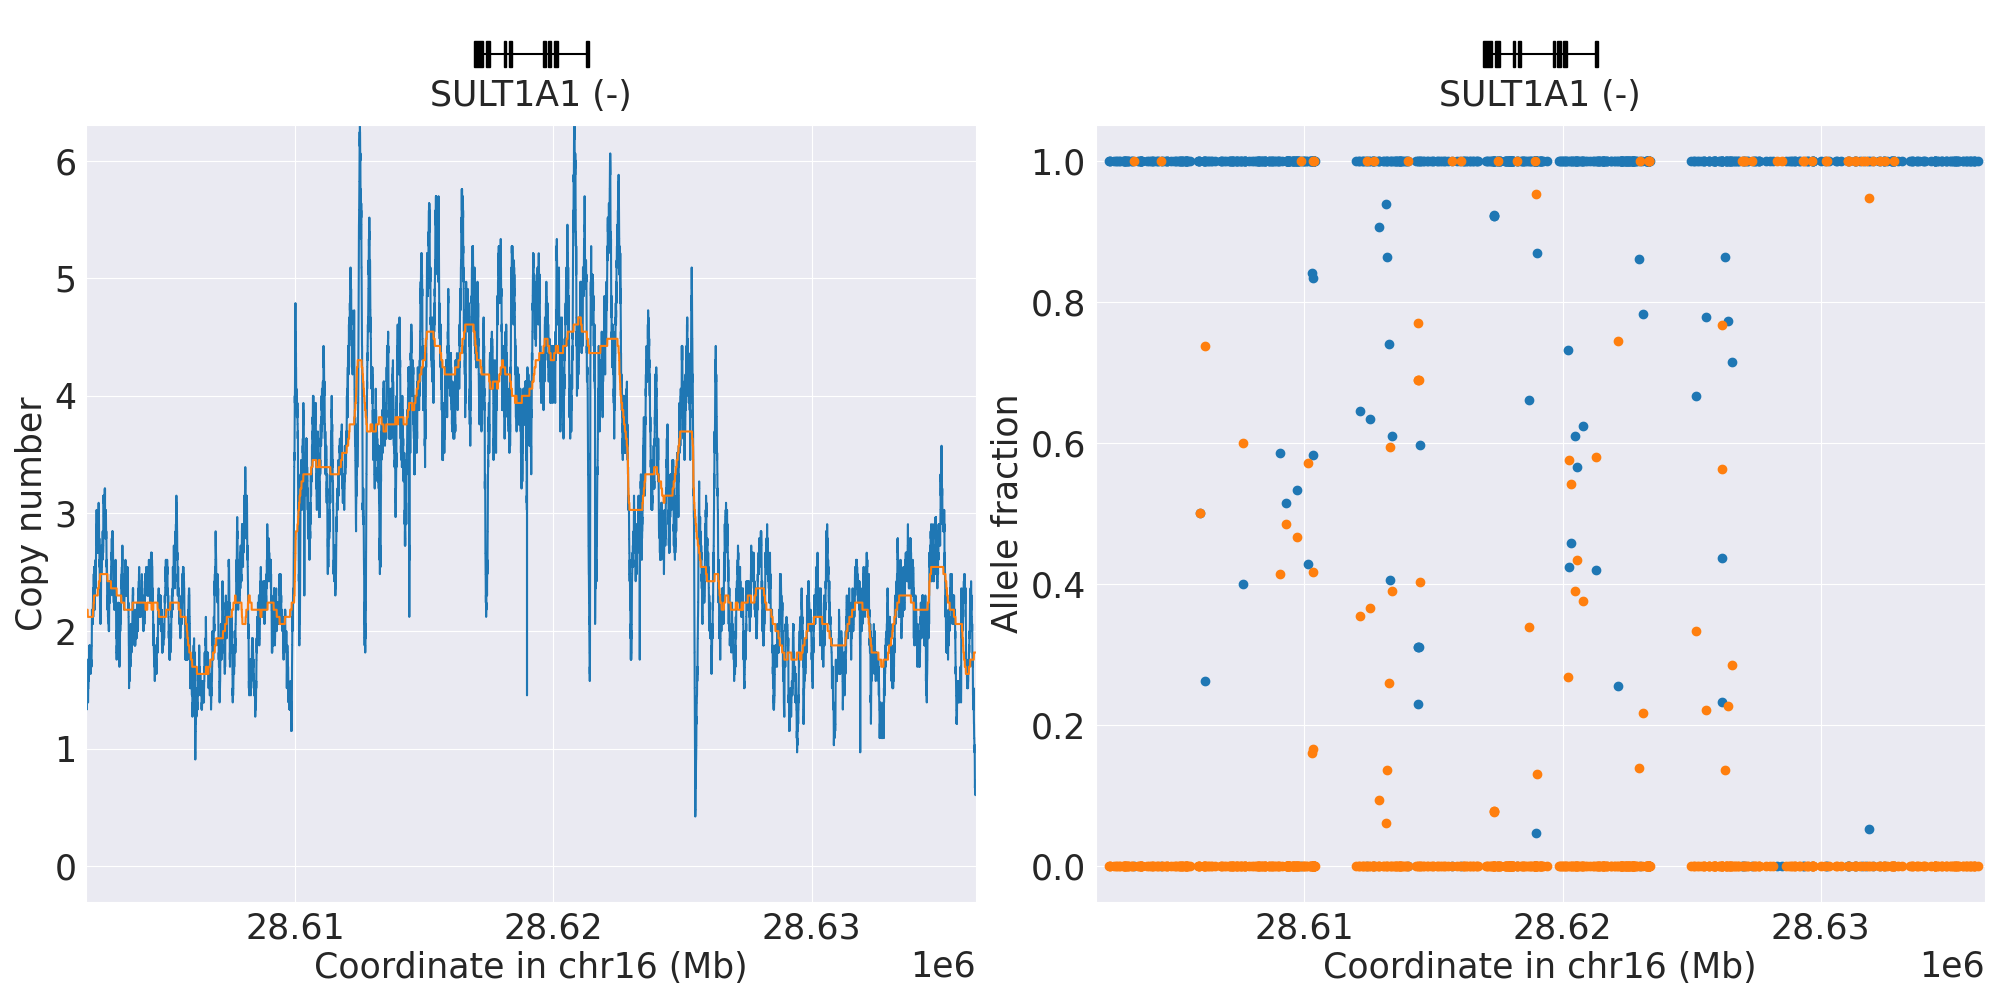 SULT1A1 (-)
Copy number
6
5
4
3
2
1
0
28.61
28.62
28.63
Coordinate in chr16 (Mb)
1e6
SULT1A1 (-)
Allele fraction
1.0
0.8
0.6
0.4
0.2
0.0
28.61
28.62
28.63
Coordinate in chr16 (Mb)
1e6